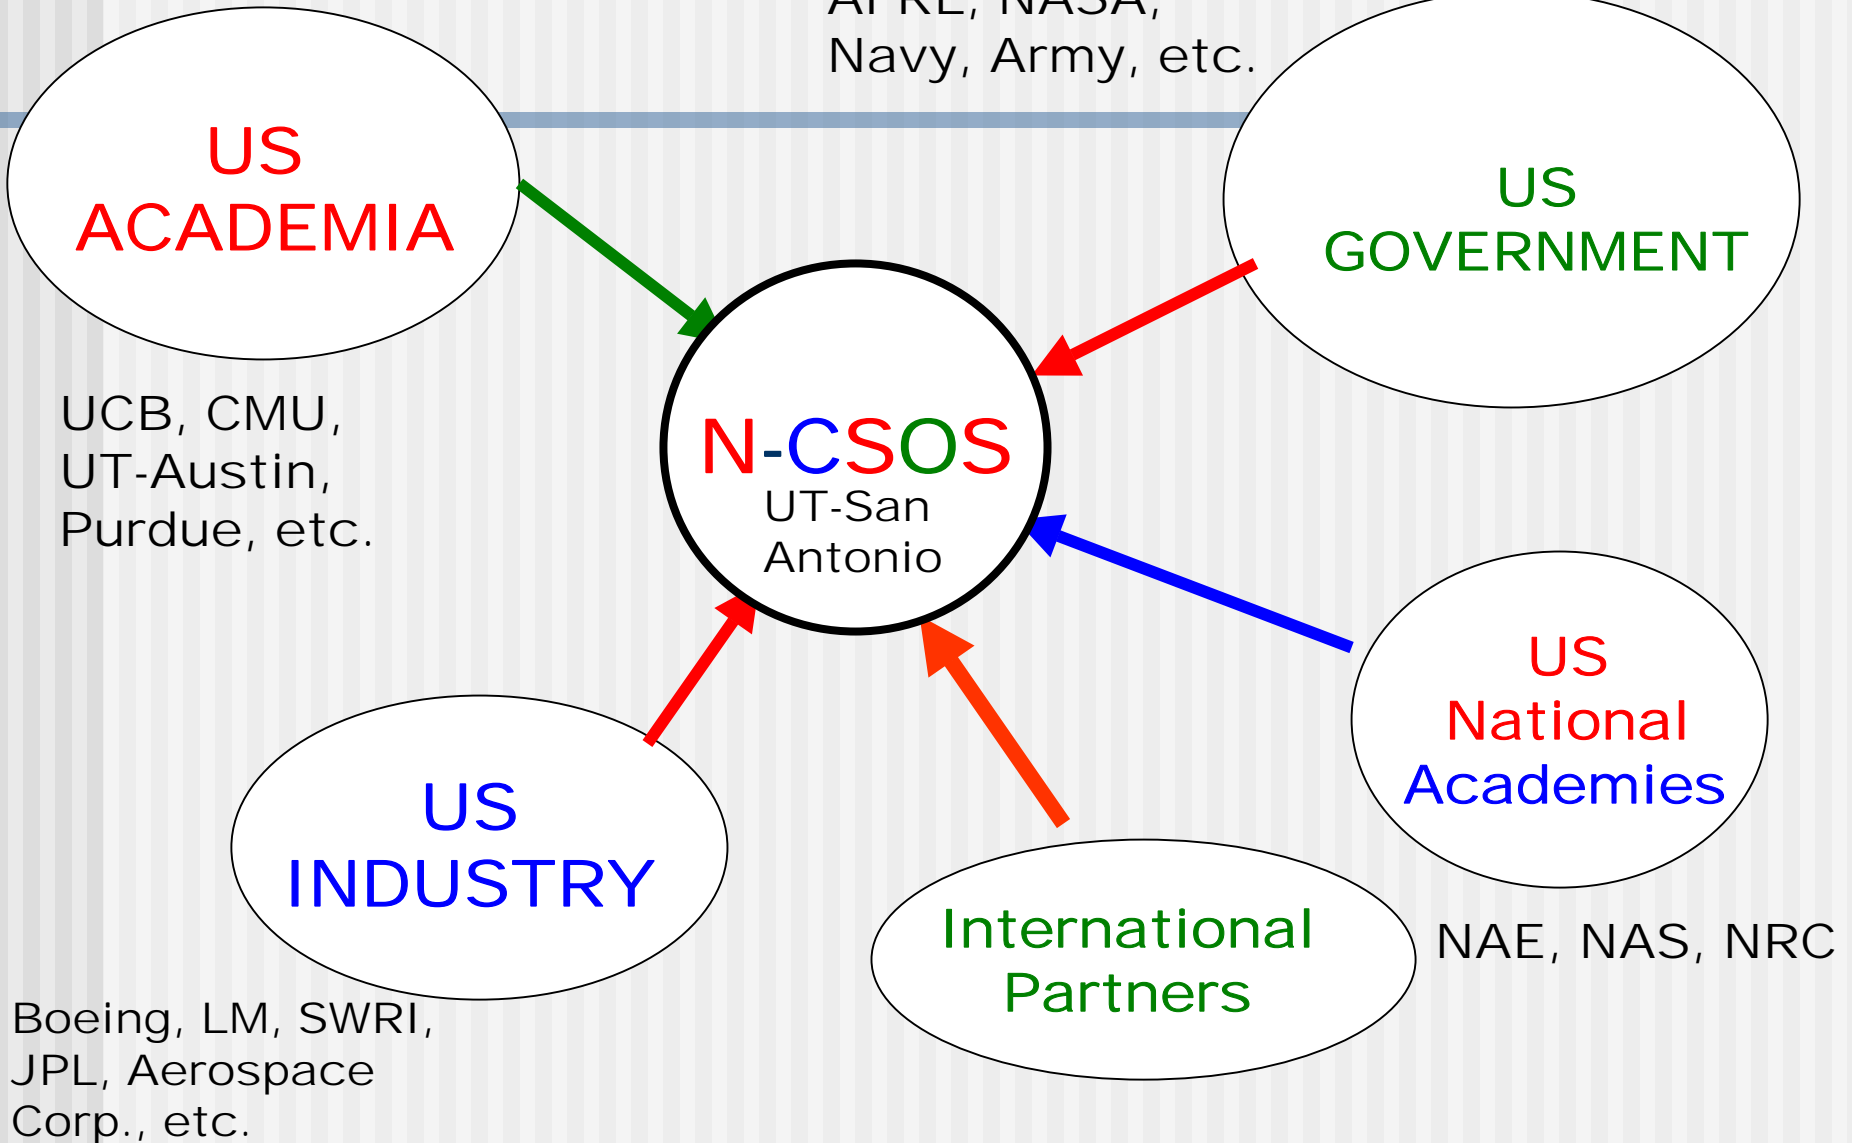 NASA,
Navy, Army, etc.
US
ACADEMIA
US
GOVERNMENT
UCB, CMU,
UT-Austin,
Purdue, etc.
N-CSOS
UT-San
Antonio
US
National
Academies
US
INDUSTRY
International
Partners
NAE, NAS, NRC
Boeing, LM, SWRI,
JPL, Aerospace
Corp., etc.